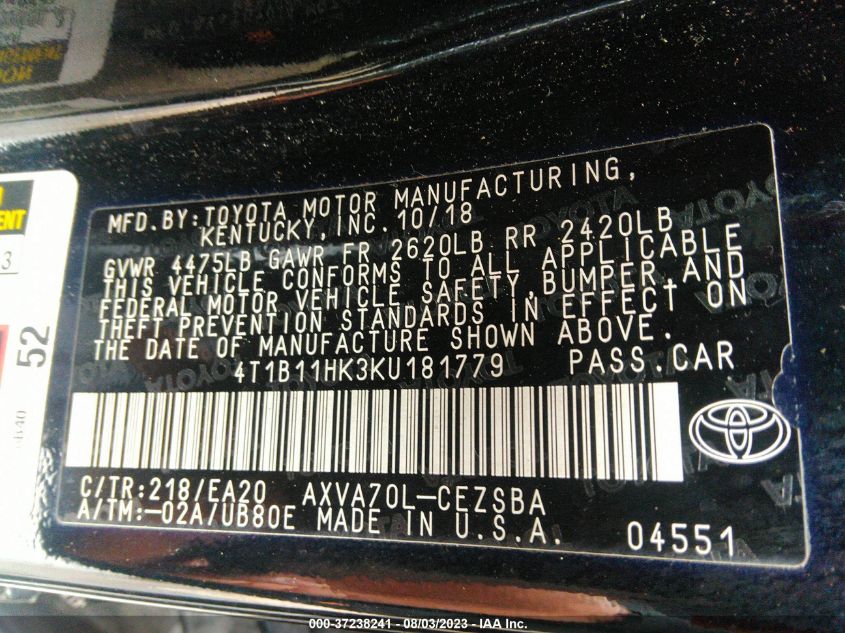 MFD. BY: TOYOTA MOTOR MANUFACTURING,
KENTUCKY, INC. 10/18
GVWR 4475LB GAWR FR 2620LB RR 2420LB
THIS VEHICLE CONFORMS TO ALL APPLICABLE
FEDERAL MOTOR VEHICLE SAFETY, BUMPER, AND
THEFT PREVENTION STANDARDS IN EFFECT ON
THE DATE OF MANUFACTURE SHOWN ABOVE.
4T1B11HK3KU181779 PASS. CAR
C/TR:218/EA20 AXVA70L-CEZSBA
A/TM:-02A/UB80E MADE IN U.S.A. 04551
52
3
000-37238241 - 08/03/2023 - IAA Inc.